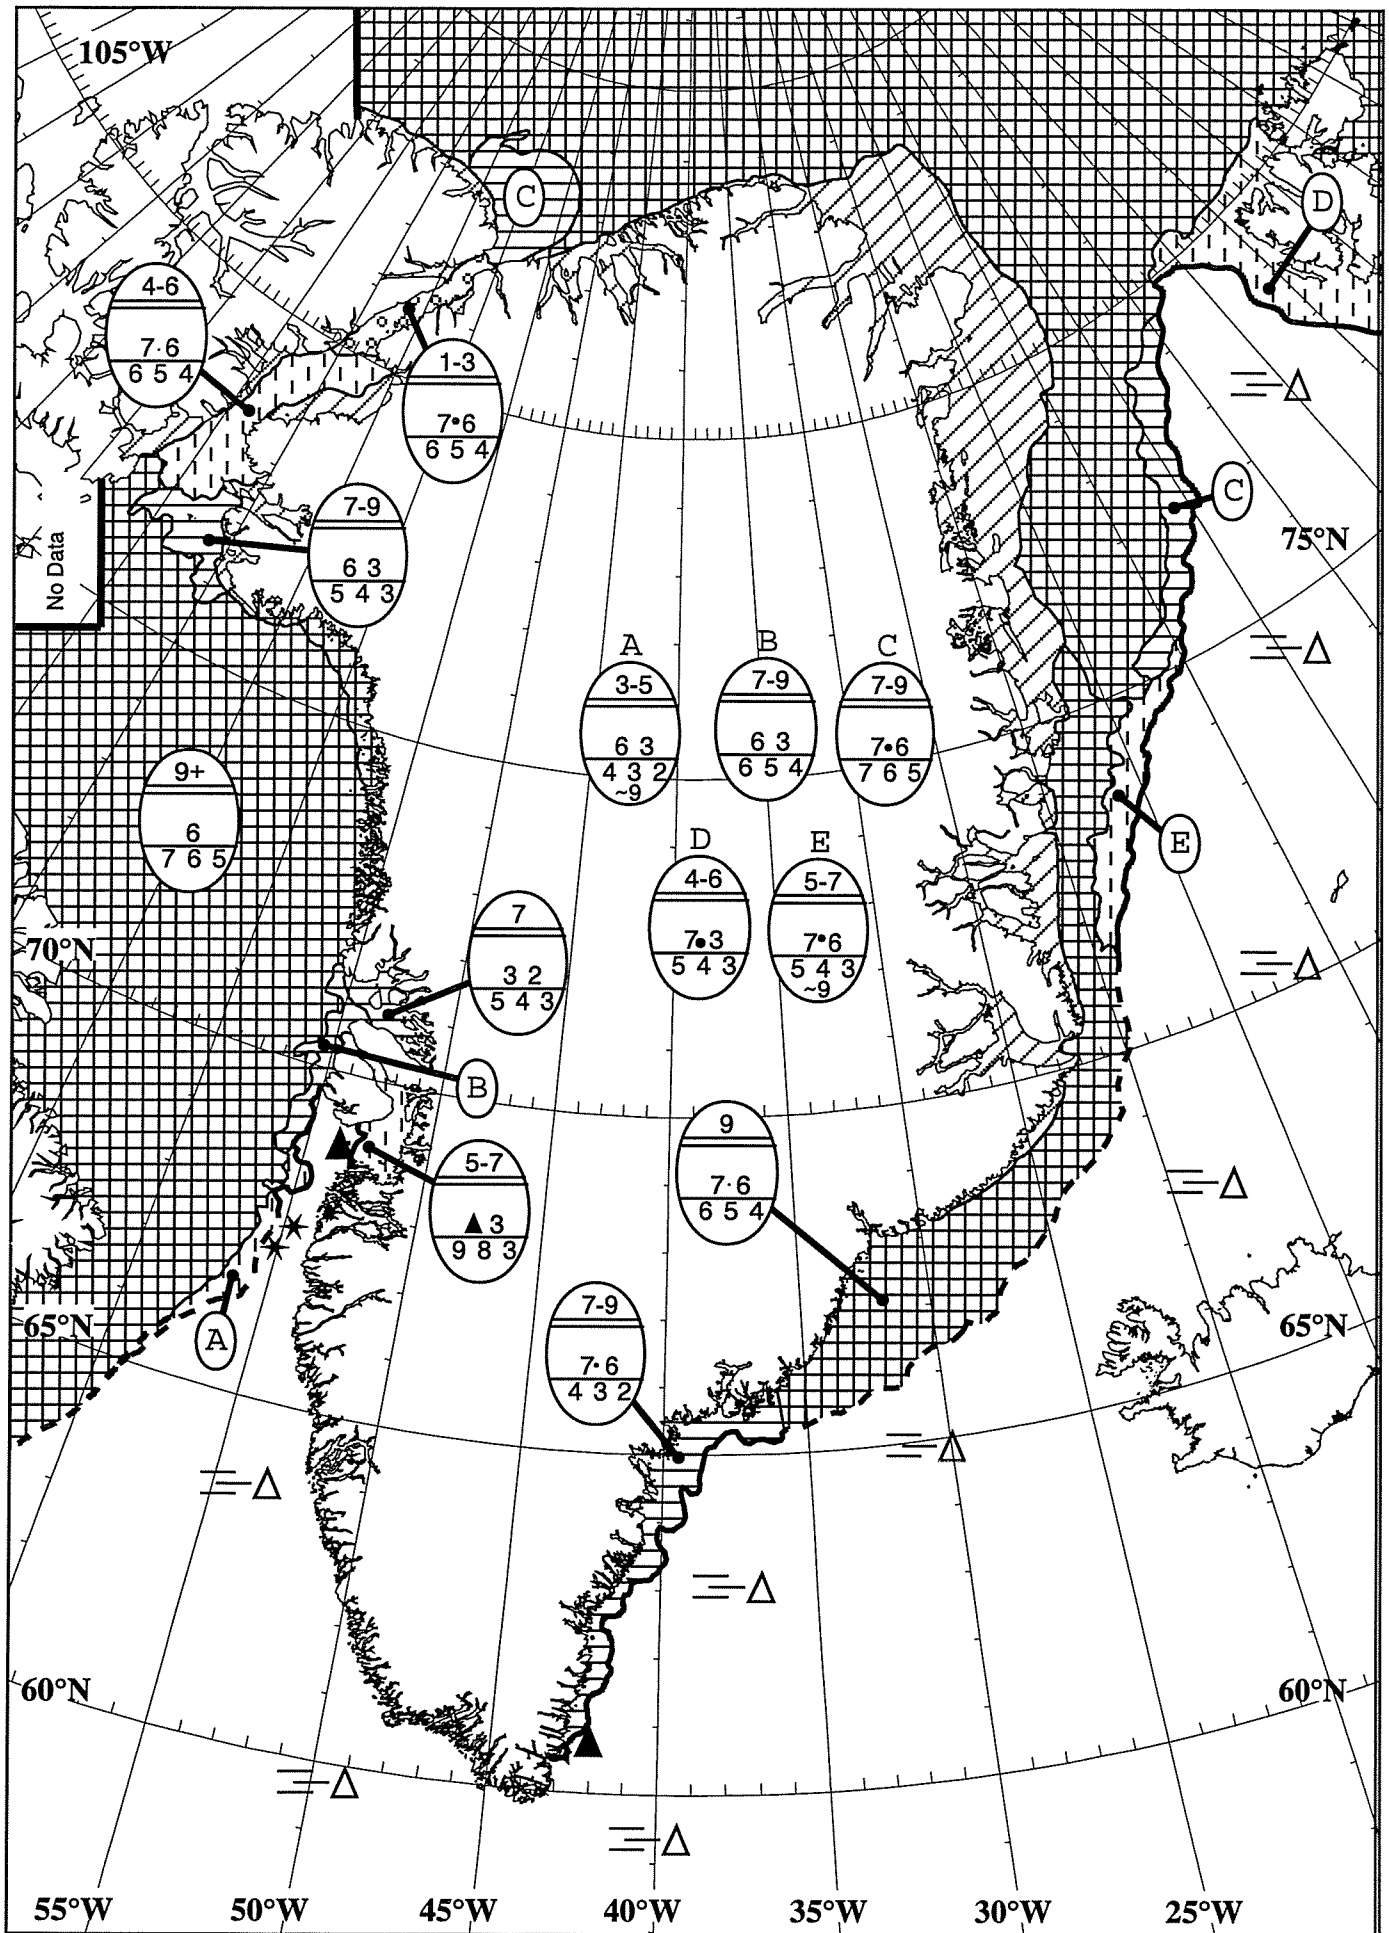 105°W
C
D
4-6
7·6
6 5 4
1-3
7•6
6 5 4
C
7-9
6 3
5 4 3
No Data
75°N
A
3-5
6 3
4 3 2
~9
B
7-9
6 3
6 5 4
C
7-9
7•6
7 6 5
9+
6
7 6 5
E
D
4-6
7•3
5 4 3
E
5-7
7•6
5 4 3
~9
7
3 2
5 4 3
70°N
B
9
7·6
6 5 4
5-7
▲3
9 8 3
7-9
7•6
4 3 2
A
65°N
65°N
60°N
60°N
55°W
50°W
45°W
40°W
35°W
30°W
25°W